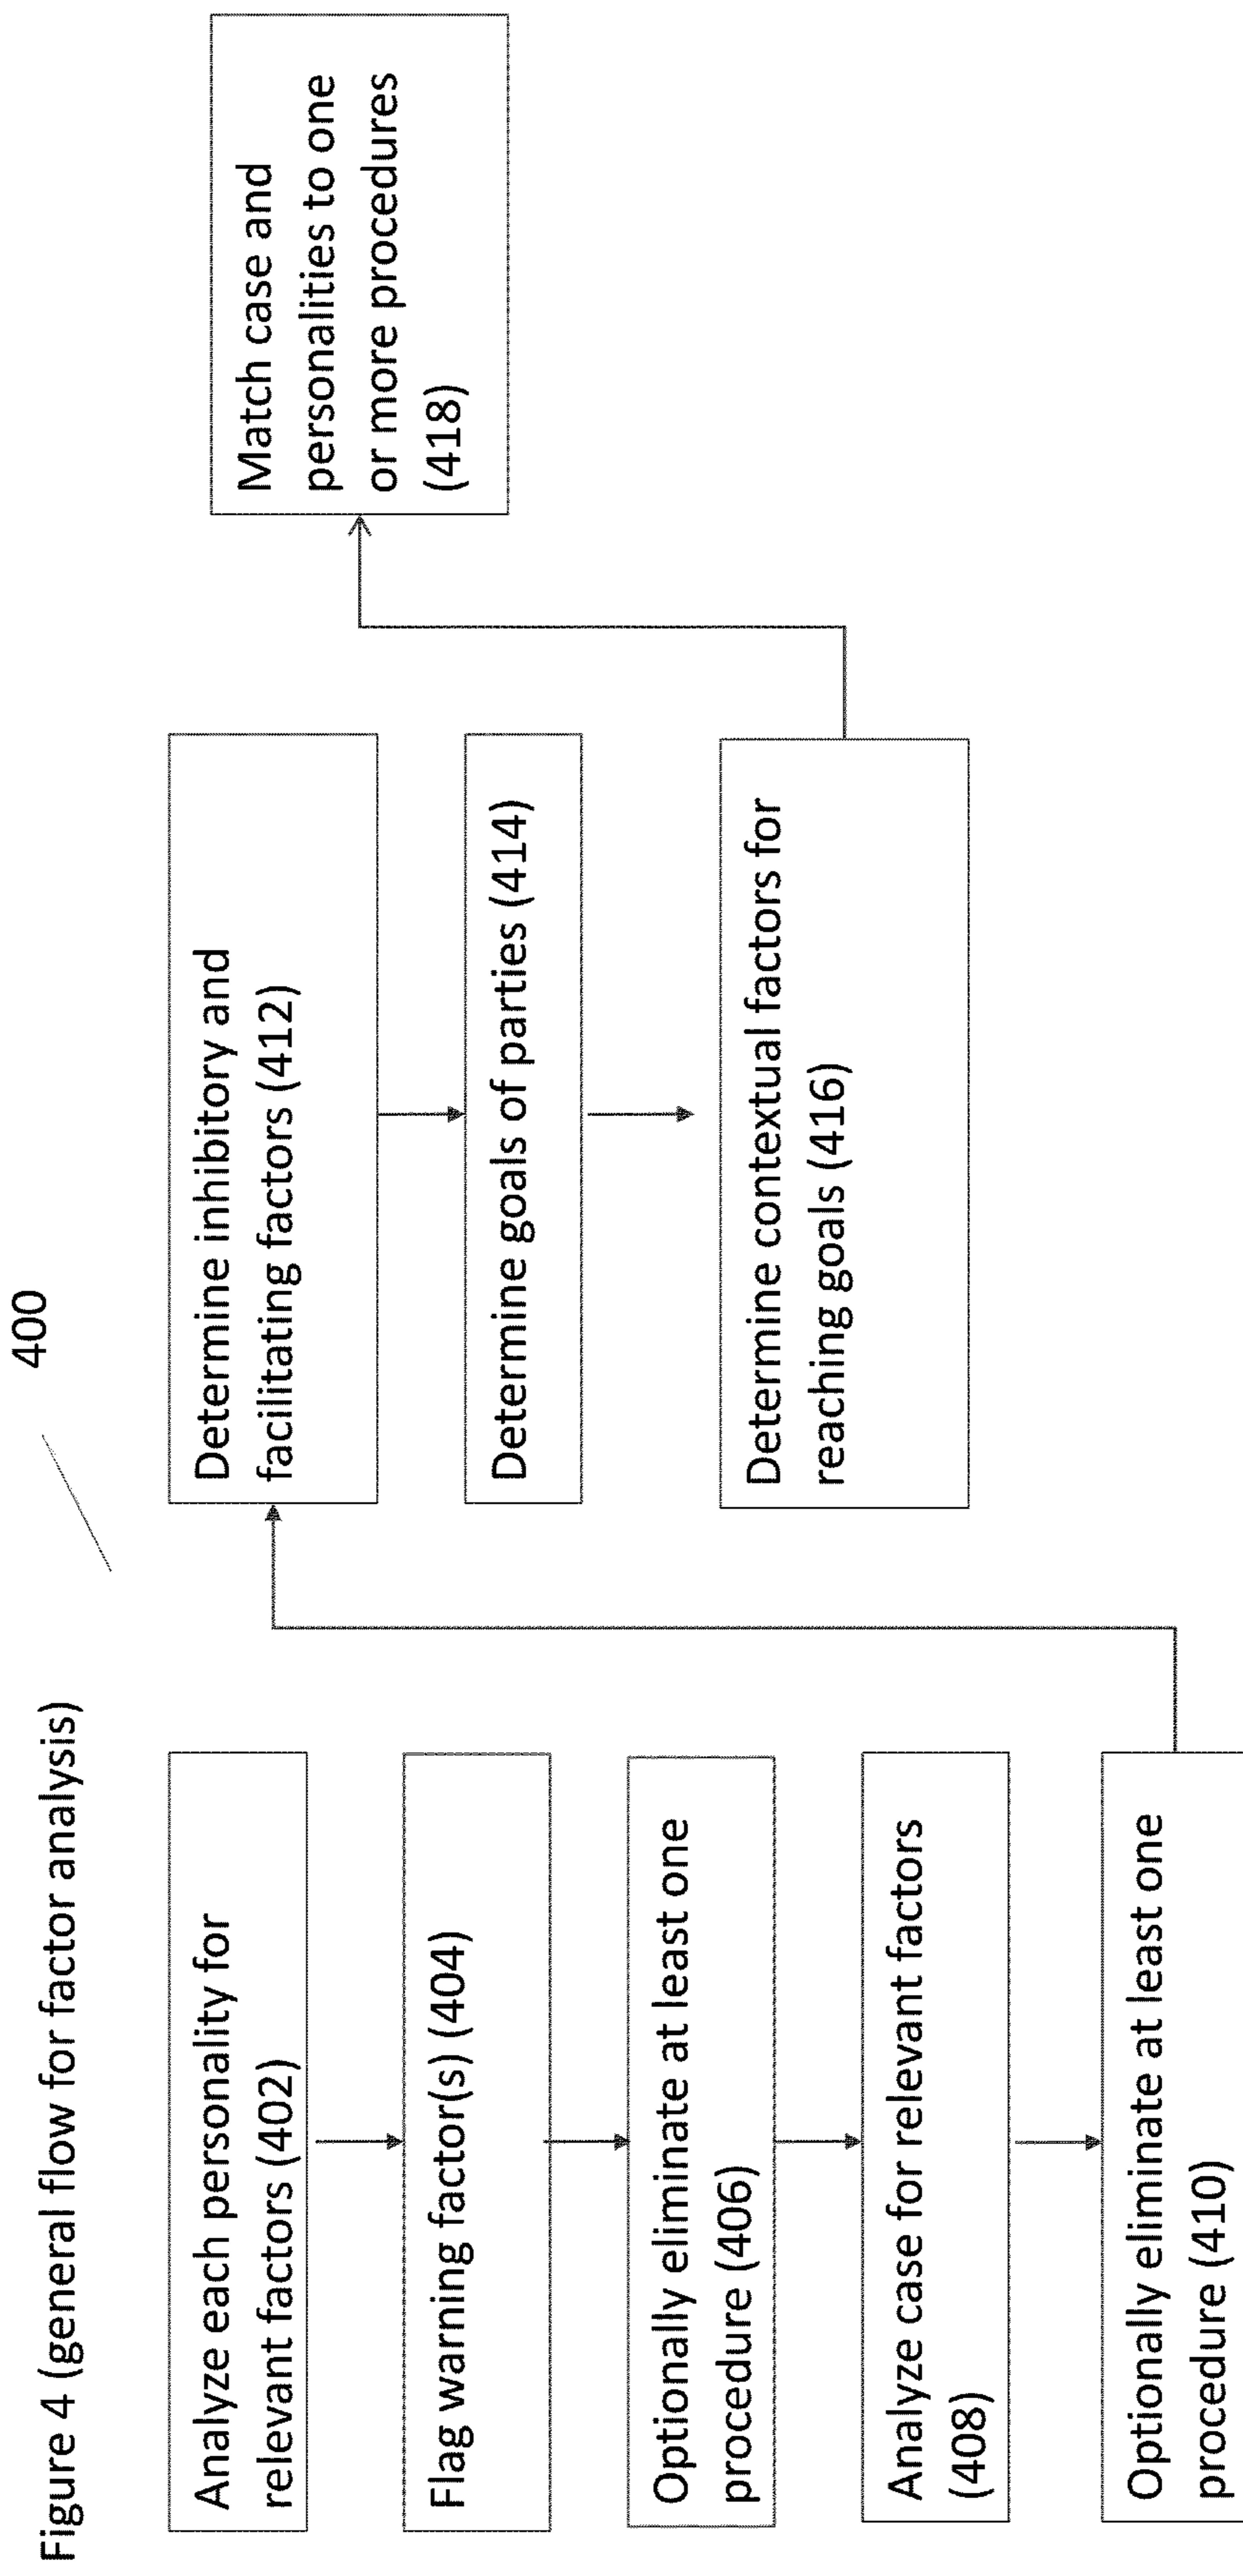 Figure 4 (general flow for factor analysis)
400
Analyze each personality for
relevant factors (402)
Flag warning factor(s) (404)
Optionally eliminate at least one
procedure (406)
Analyze case for relevant factors
(408)
Optionally eliminate at least one
procedure (410)
Determine inhibitory and
facilitating factors (412)
Determine goals of parties (414)
Determine contextual factors for
reaching goals (416)
Match case and
personalities to one
or more procedures
(418)